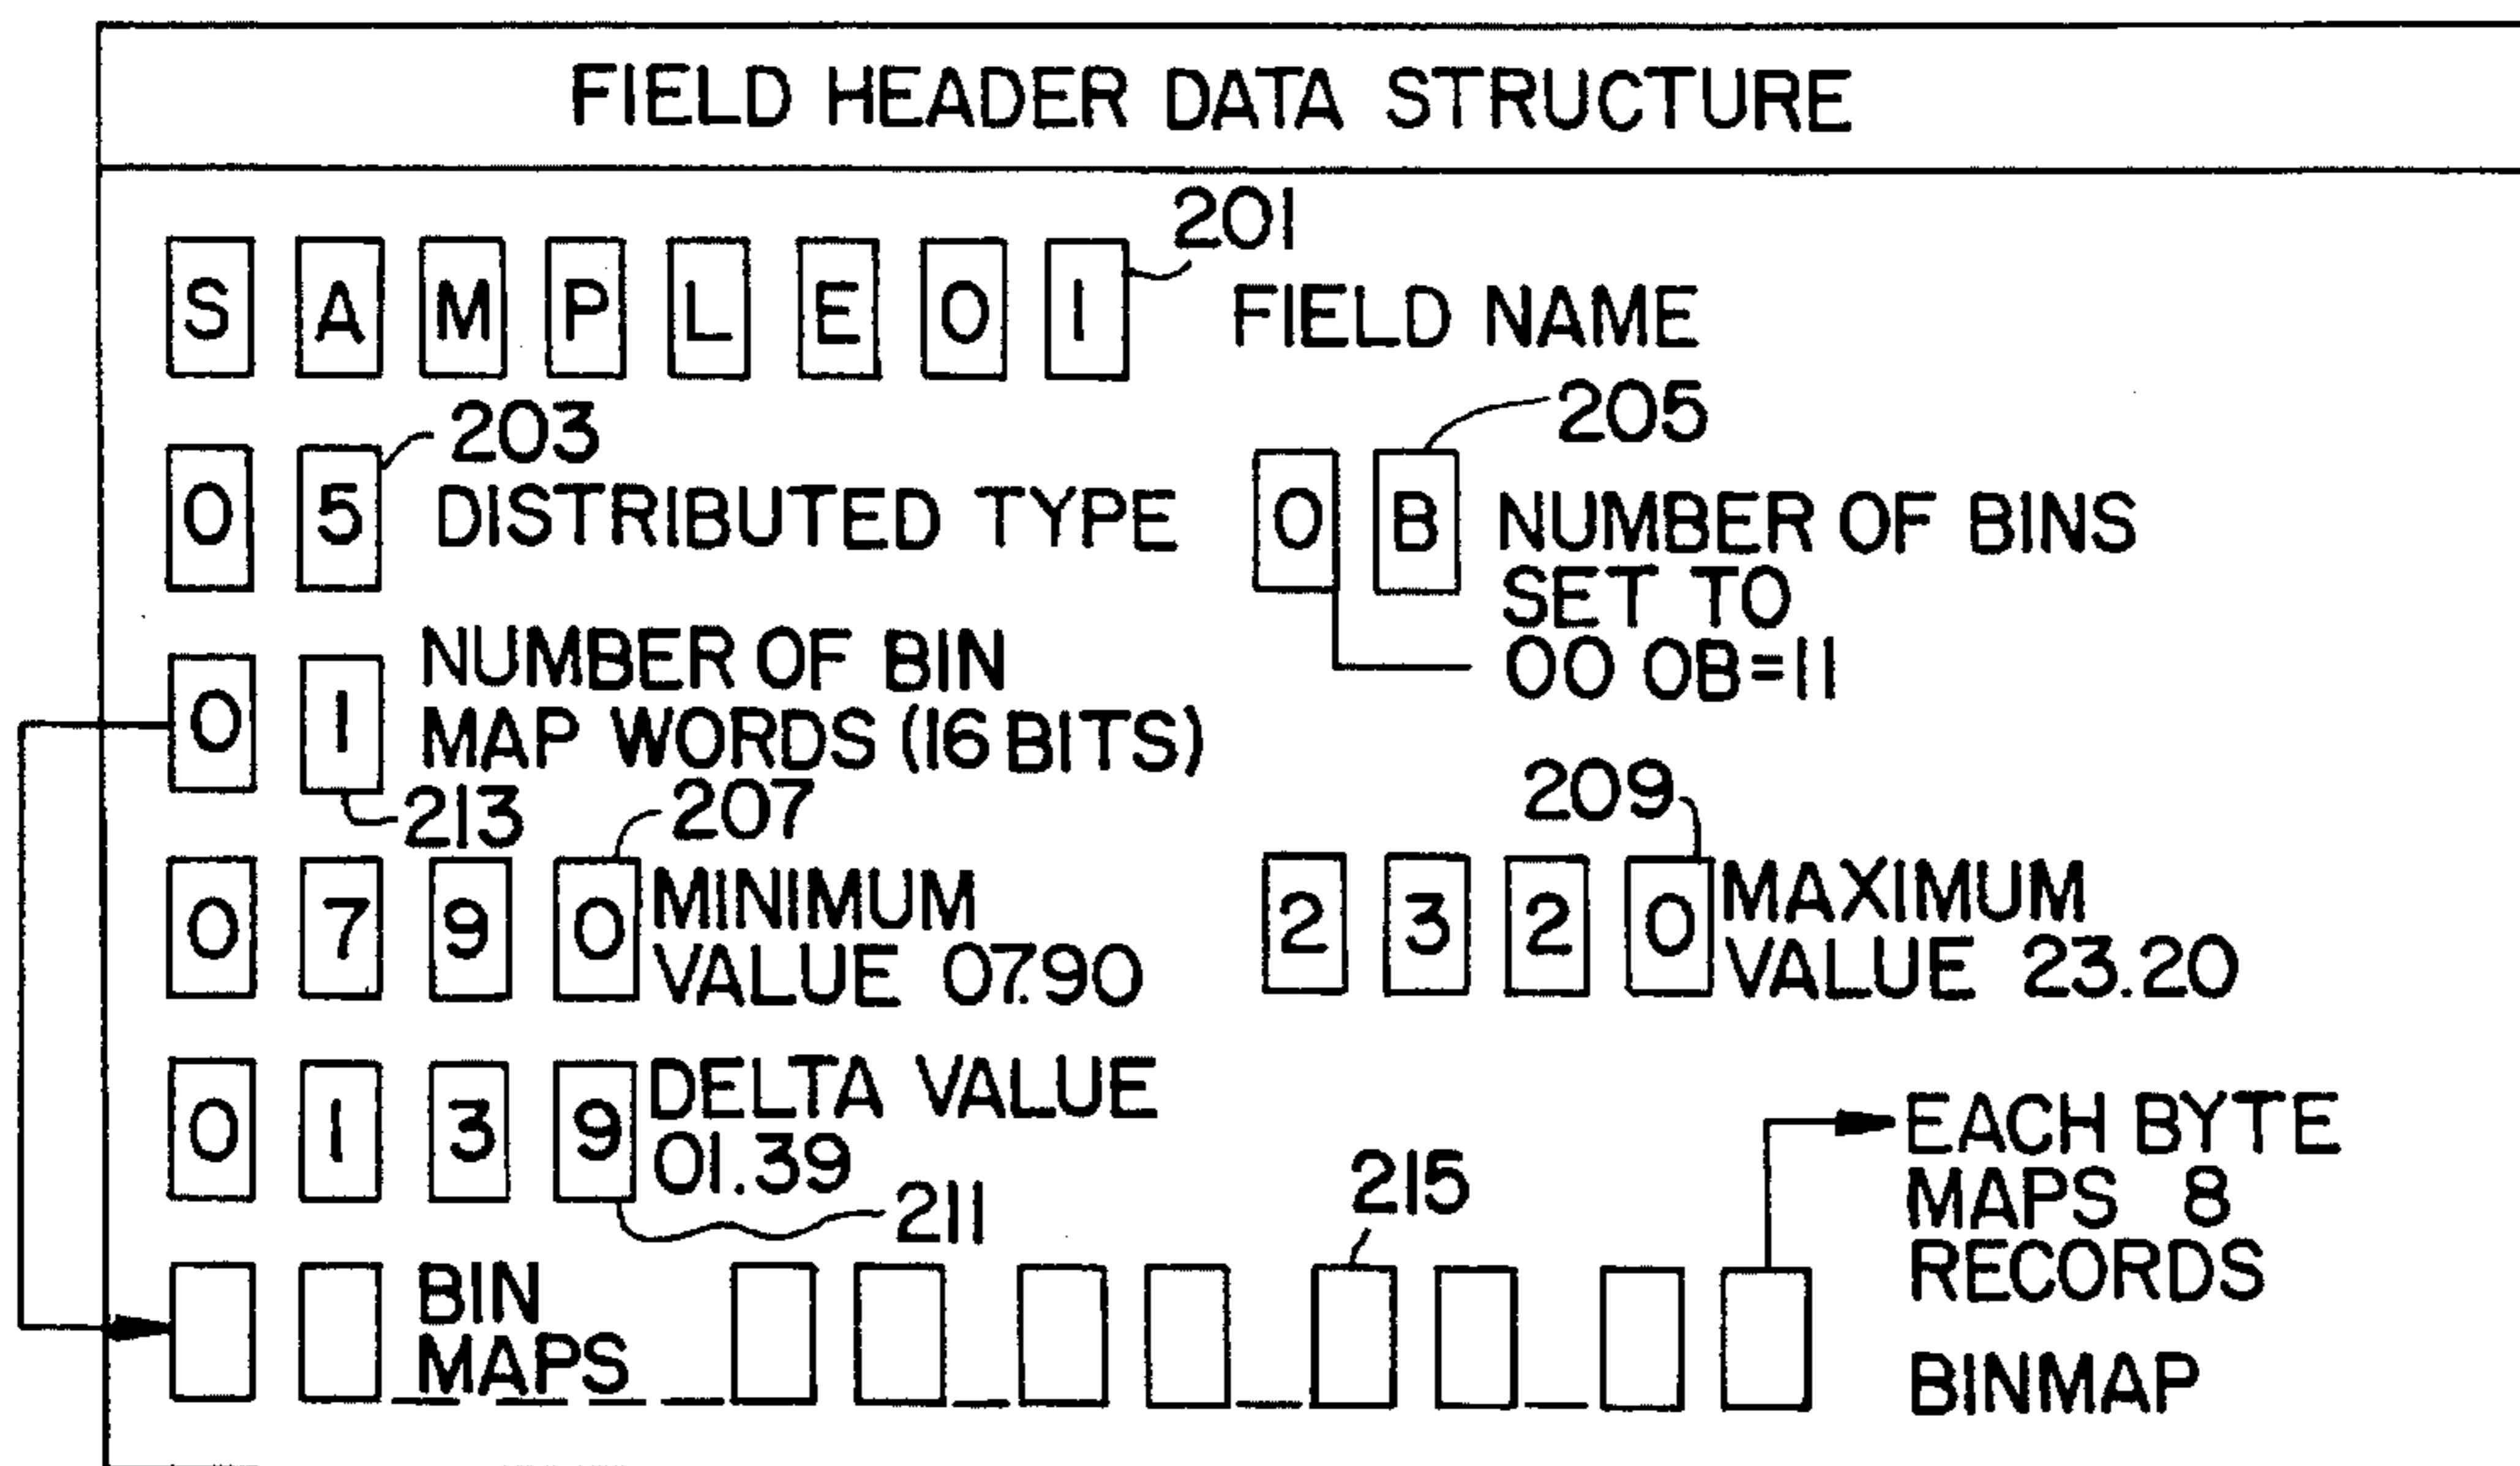 FIELD HEADER DATA STRUCTURE
201
S A M P L E 0 1 FIELD NAME
203
0 5 DISTRIBUTED TYPE
205
0 B NUMBER OF BINS
SET TO
00 0B=11
0 1 NUMBER OF BIN
MAP WORDS (16 BITS)
213
207
0 7 9 0 MINIMUM
VALUE 07.90
209
2 3 2 0 MAXIMUM
VALUE 23.20
0 1 3 9 DELTA VALUE
01.39
211
BIN
MAPS
215
EACH BYTE
MAPS 8
RECORDS
BINMAP